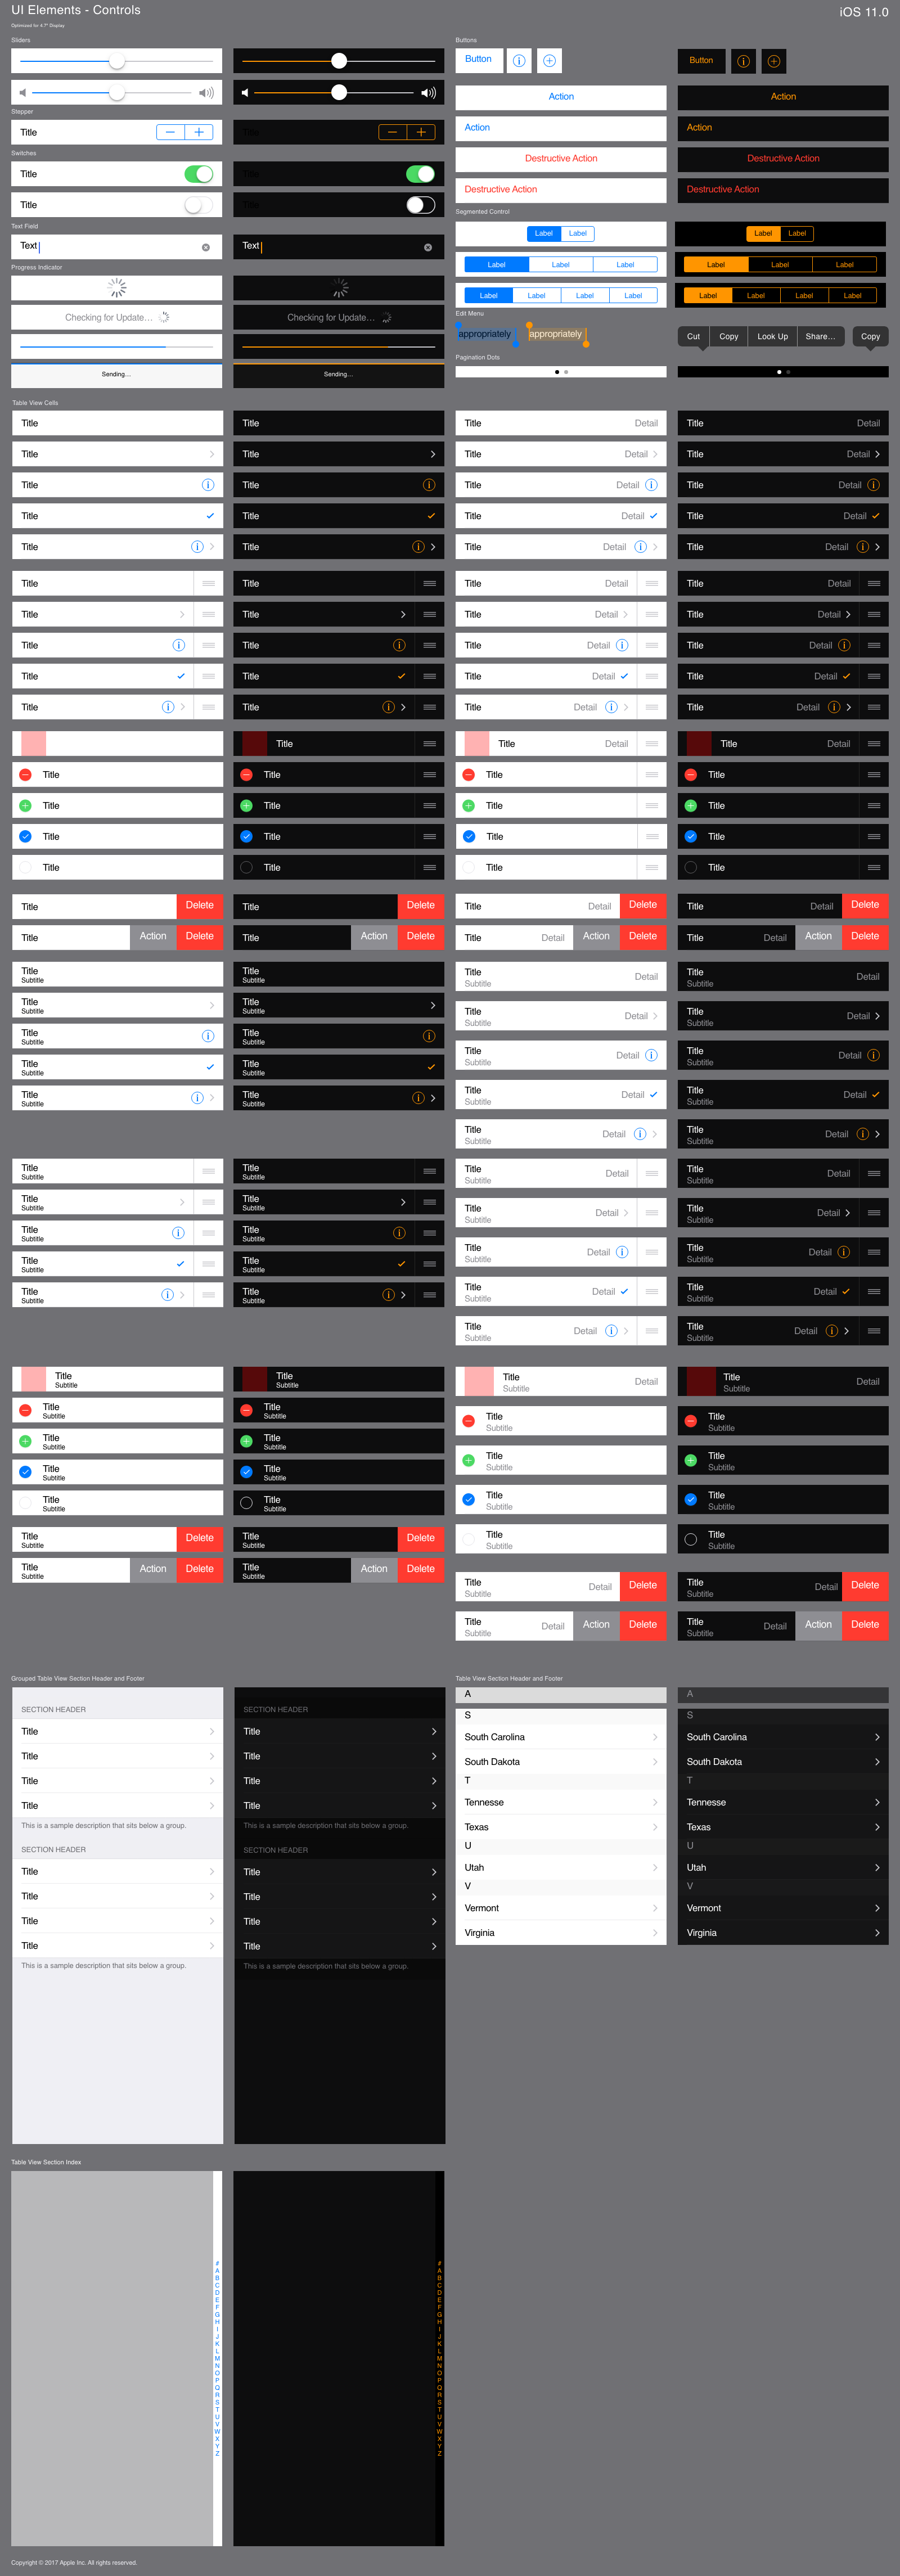 UI Elements - Controls
iOS 11.0
Optimized for 4.7" Display
Sliders
Stepper
Title
Title
Switches
Title
Title
Title
Title
Text Field
Text
Text
Progress Indicator
Checking for Update...
Checking for Update...
Sending...
Sending...
Buttons
Button
Button
Action
Action
Action
Action
Destructive Action
Destructive Action
Destructive Action
Destructive Action
Segmented Control
Label Label
Label Label
Label Label Label
Label Label Label
Label Label Label Label
Label Label Label Label
Edit Menu
appropriately
appropriately
Cut Copy Look Up Share... Copy
Pagination Dots
Table View Cells
Title Title Title Detail Title Detail
Title Title Title Detail Title Detail
Title Title Title Detail Title Detail
Title Title Title Detail Title Detail
Title Title Title Detail Title Detail
Title Title Title Detail Title Detail
Title Title Title Detail Title Detail
Title Title Title Detail Title Detail
Title Title Title Detail Title Detail
Title Title Title Detail Title Detail
Title Title Detail Title Detail
Title Title Title Title
Title Title Title Title
Title Title Title Title
Title Title Title Title
Title Delete Title Delete Title Detail Delete Title Detail Delete
Title Action Delete Title Action Delete Title Detail Action Delete Title Detail Action Delete
Title Title
Subtitle Subtitle
Title Title
Subtitle Subtitle
Title Title
Subtitle Subtitle
Title Title
Subtitle Subtitle
Title Title
Subtitle Subtitle
Title Title
Subtitle Subtitle
Title Title
Subtitle Subtitle
Title Title
Subtitle Subtitle
Title Title
Subtitle Subtitle
Title Title
Subtitle Subtitle
Title Title
Subtitle Subtitle
Title Title
Subtitle Subtitle
Title Title
Subtitle Subtitle
Title Title
Subtitle Subtitle
Title Title
Subtitle Subtitle
Title Delete Title Delete
Subtitle Subtitle
Title Action Delete Title Action Delete
Subtitle Subtitle
Title Detail Title Detail
Subtitle Subtitle
Title Detail Title Detail
Subtitle Subtitle
Title Detail Title Detail
Subtitle Subtitle
Title Detail Title Detail
Subtitle Subtitle
Title Detail Title Detail
Subtitle Subtitle
Title Detail Title Detail
Subtitle Subtitle
Title Detail Title Detail
Subtitle Subtitle
Title Detail Title Detail
Subtitle Subtitle
Title Detail Title Detail
Subtitle Subtitle
Title Detail Title Detail
Subtitle Subtitle
Title Detail Title Detail
Subtitle Subtitle
Title Title
Subtitle Subtitle
Title Title
Subtitle Subtitle
Title Title
Subtitle Subtitle
Title Title
Subtitle Subtitle
Title Detail Delete Title Detail Delete
Subtitle Subtitle
Title Detail Action Delete Title Detail Action Delete
Subtitle Subtitle
Grouped Table View Section Header and Footer
SECTION HEADER
Title
Title
Title
Title
This is a sample description that sits below a group.
SECTION HEADER
Title
Title
Title
Title
This is a sample description that sits below a group.
SECTION HEADER
Title
Title
Title
Title
This is a sample description that sits below a group.
SECTION HEADER
Title
Title
Title
Title
This is a sample description that sits below a group.
Table View Section Header and Footer
A
S
South Carolina
South Dakota
T
Tennesse
Texas
U
Utah
V
Vermont
Virginia
A
S
South Carolina
South Dakota
T
Tennesse
Texas
U
Utah
V
Vermont
Virginia
Table View Section Index
#
A
B
C
D
E
F
G
H
I
J
K
L
M
N
O
P
Q
R
S
T
U
V
W
X
Y
Z
#
A
B
C
D
E
F
G
H
I
J
K
L
M
N
O
P
Q
R
S
T
U
V
W
X
Y
Z
Copyright © 2017 Apple Inc. All rights reserved.